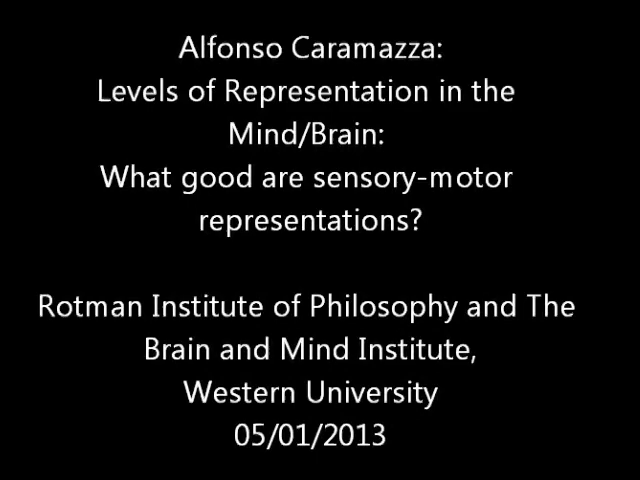 Alfonso Caramazza:
Levels of Representation in the
Mind/Brain:
What good are sensory-motor
representations?
Rotman Institute of Philosophy and The
Brain and Mind Institute,
Western University
05/01/2013